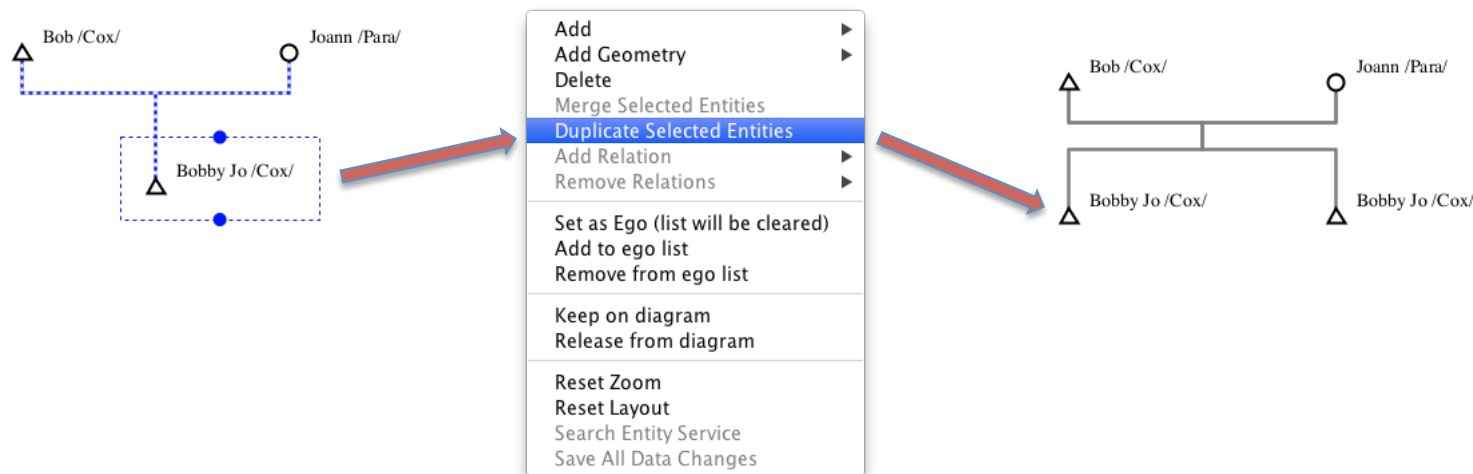 Bob /Cox/
Joann /Para/
Bobby Jo /Cox/
Add
Add Geometry
Delete
Merge Selected Entities
Duplicate Selected Entities
Add Relation
Remove Relations
Set as Ego (list will be cleared)
Add to ego list
Remove from ego list
Keep on diagram
Release from diagram
Reset Zoom
Reset Layout
Search Entity Service
Save All Data Changes
Bob /Cox/
Joann /Para/
Bobby Jo /Cox/
Bobby Jo /Cox/